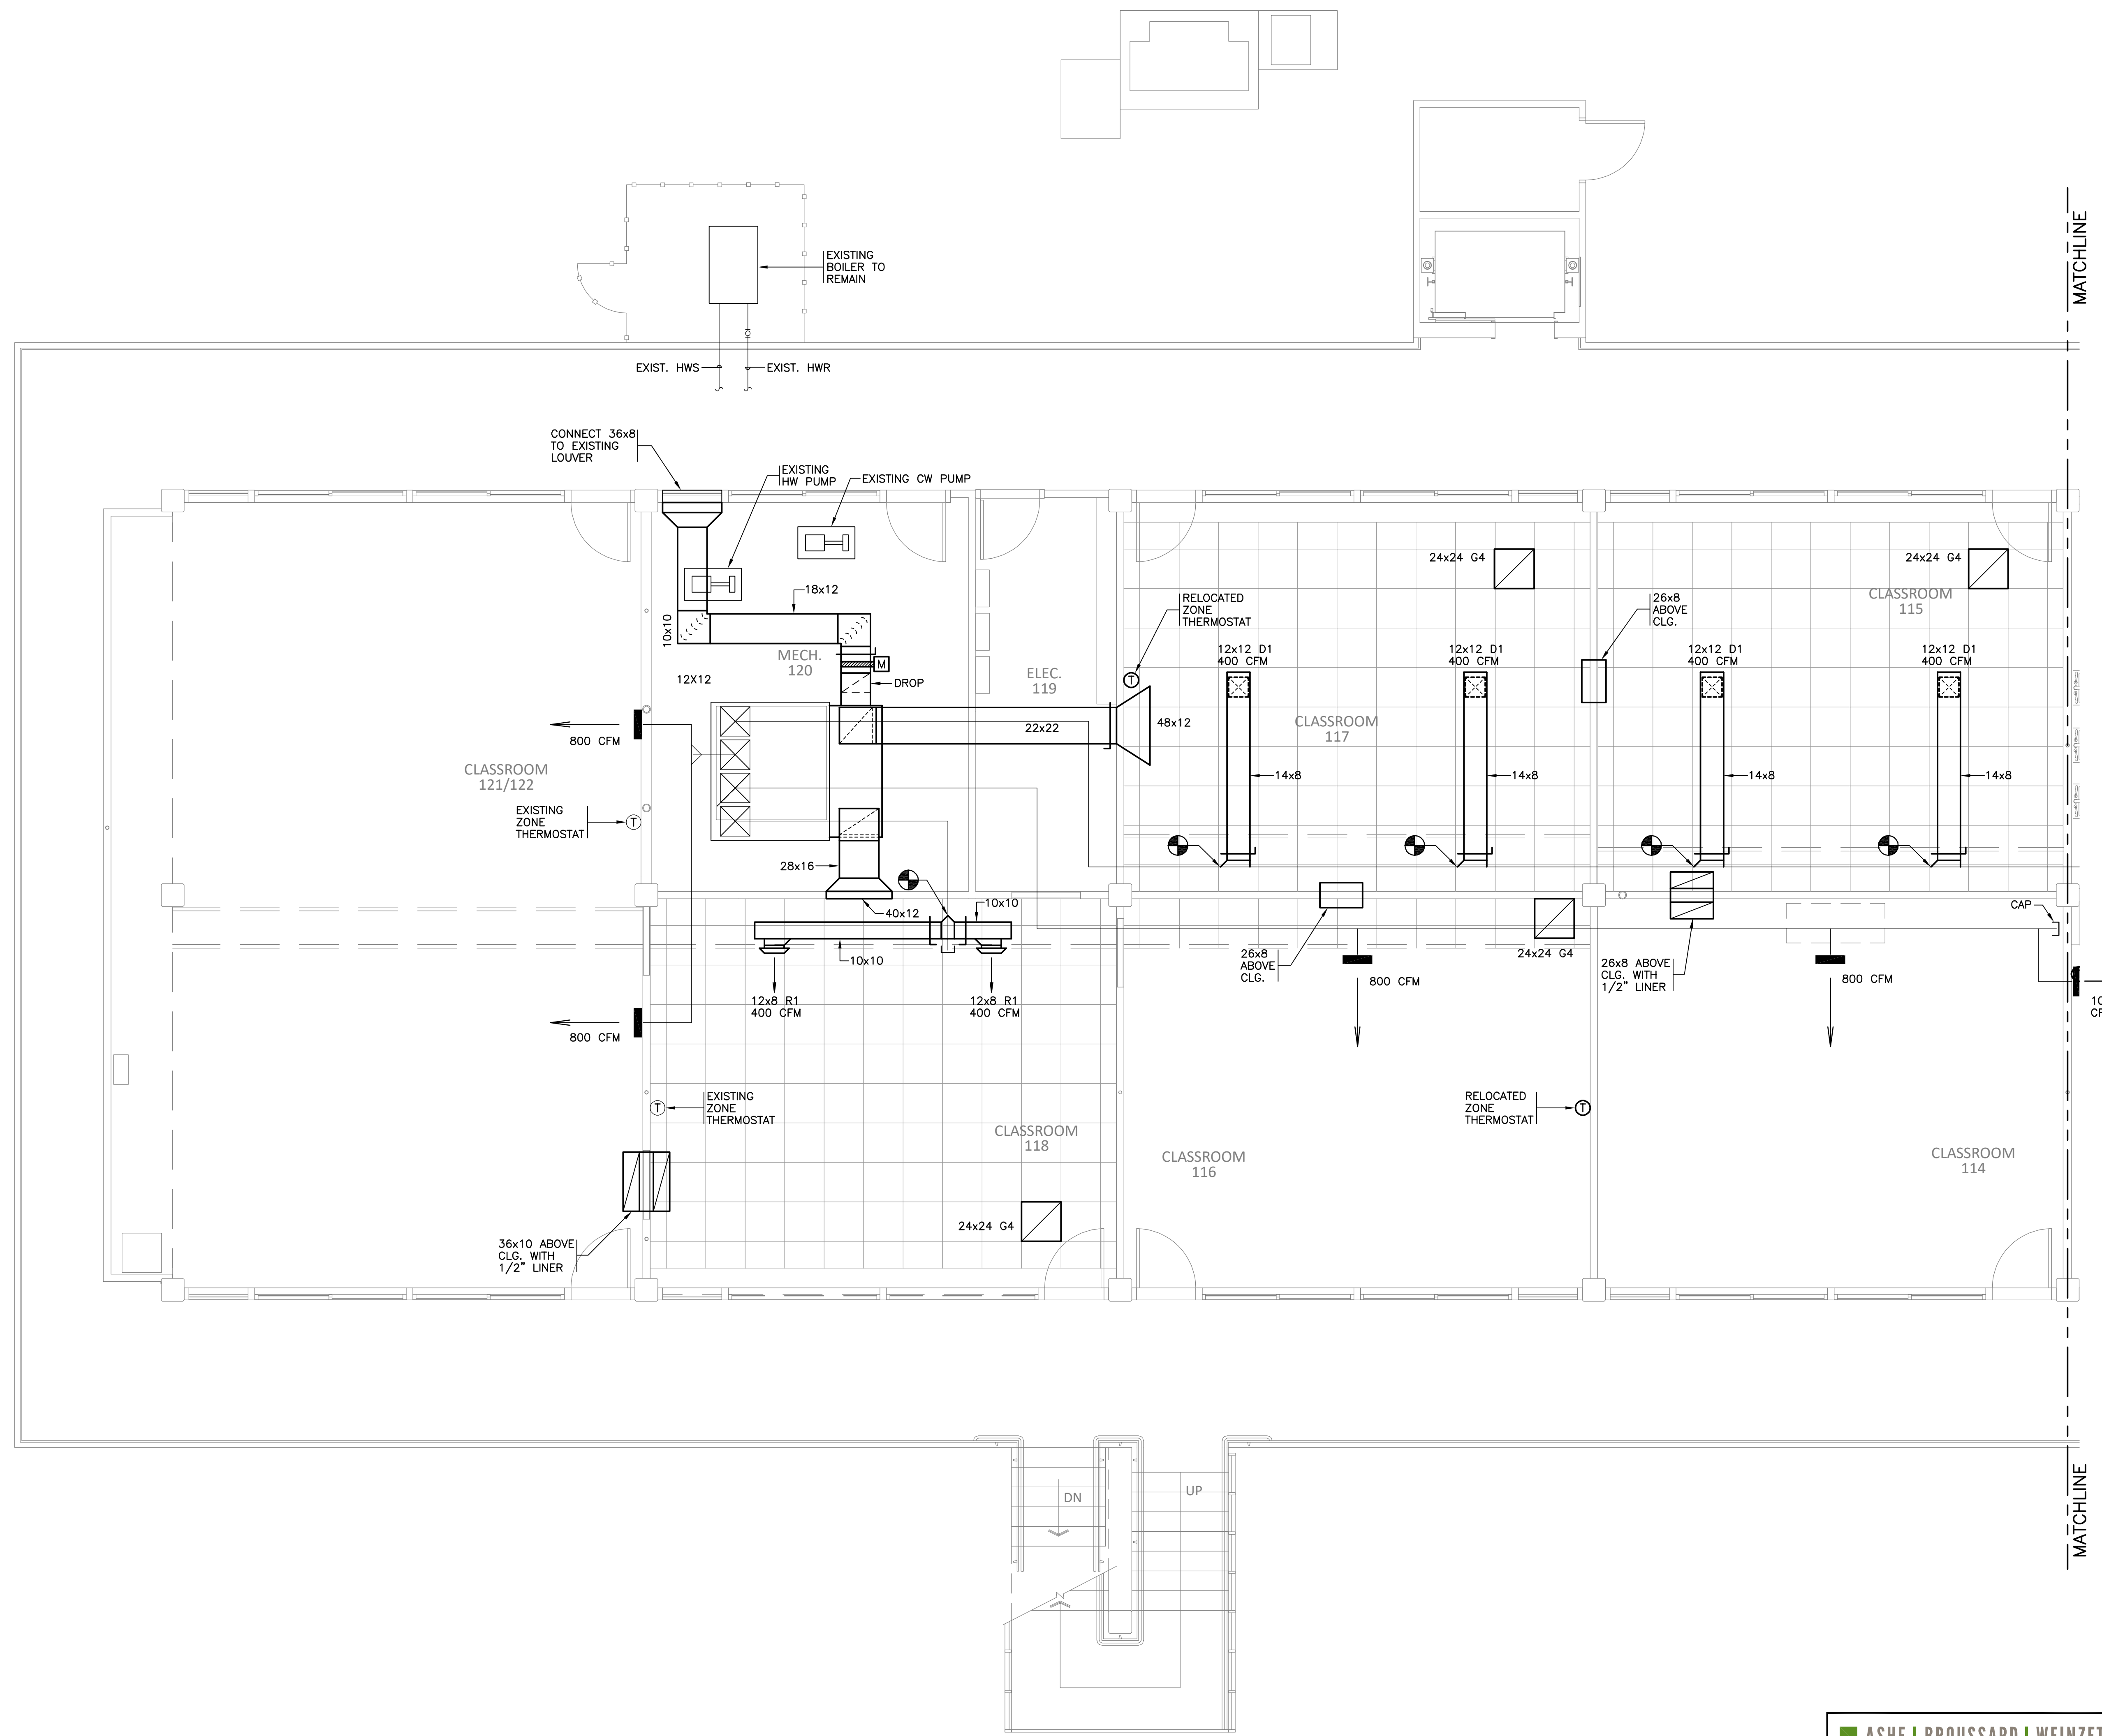 EXISTING
BOILER TO
REMAIN
MATCHLINE
EXIST. HWS
EXIST. HWR
CONNECT 36x8
TO EXISTING
LOUVER
EXISTING
HW PUMP
EXISTING CW PUMP
18x12
10x10
MECH.
120
M
DROP
12X12
ELEC.
119
RELOCATED
ZONE
THERMOSTAT
T
24x24 G4
26x8
ABOVE
CLG.
24x24 G4
CLASSROOM
115
12x12 D1
400 CFM
12x12 D1
400 CFM
12x12 D1
400 CFM
12x12 D1
400 CFM
22x22
48x12
CLASSROOM
117
800 CFM
CLASSROOM
121/122
14x8
14x8
14x8
14x8
EXISTING
ZONE
THERMOSTAT
T
28x16
40x12
10x10
10x10
CAP
12x8 R1
400 CFM
12x8 R1
400 CFM
26x8
ABOVE
CLG.
24x24 G4
800 CFM
26x8 ABOVE
CLG. WITH
1/2" LINER
800 CFM
10
800 CFM
EXISTING
ZONE
THERMOSTAT
T
RELOCATED
ZONE
THERMOSTAT
T
CLASSROOM
118
CLASSROOM
116
CLASSROOM
114
24x24 G4
36x10 ABOVE
CLG. WITH
1/2" LINER
DN
UP
MATCHLINE
ASHE | BROUSSARD |